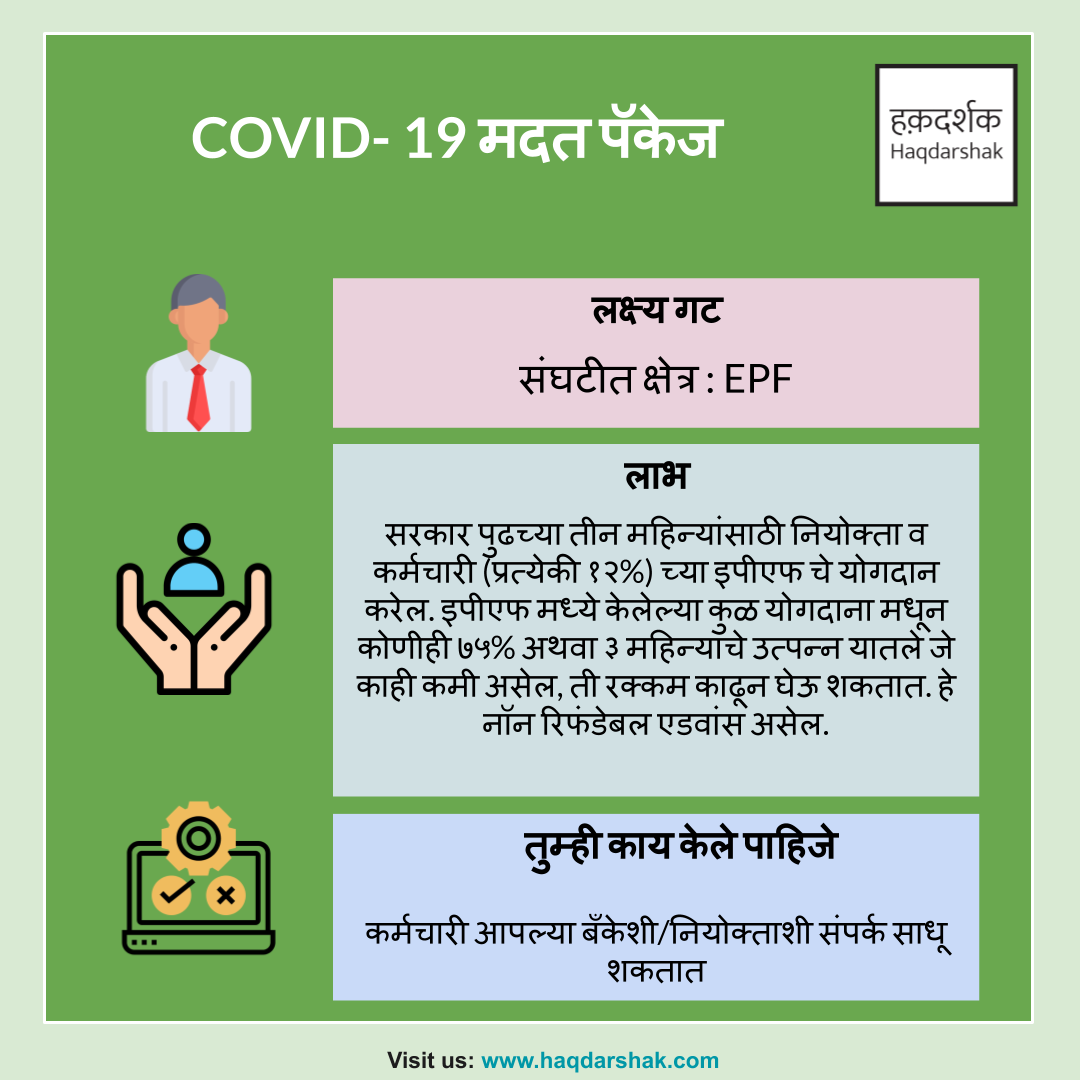 COVID- 19 मदत पॅकेज
हक़दर्शक
Haqdarshak
लक्ष्य गट
संघटीत क्षेत्र : EPF
लाभ
सरकार पुढच्या तीन महिन्यांसाठी नियोक्ता व
कर्मचारी (प्रत्येकी १२%) च्या इपीएफ चे योगदान
करेल. इपीएफ मध्ये केलेल्या कुळ योगदाना मधून
कोणीही ७५% अथवा ३ महिन्यांचे उत्पन्न यातले जे
काही कमी असेल, ती रक्कम काढून घेऊ शकतात. हे
नॉन रिफंडेबल एडवांस असेल.
तुम्ही काय केले पाहिजे
कर्मचारी आपल्या बँकेशी/नियोक्ताशी संपर्क साधू
शकतात
Visit us: www.haqdarshak.com